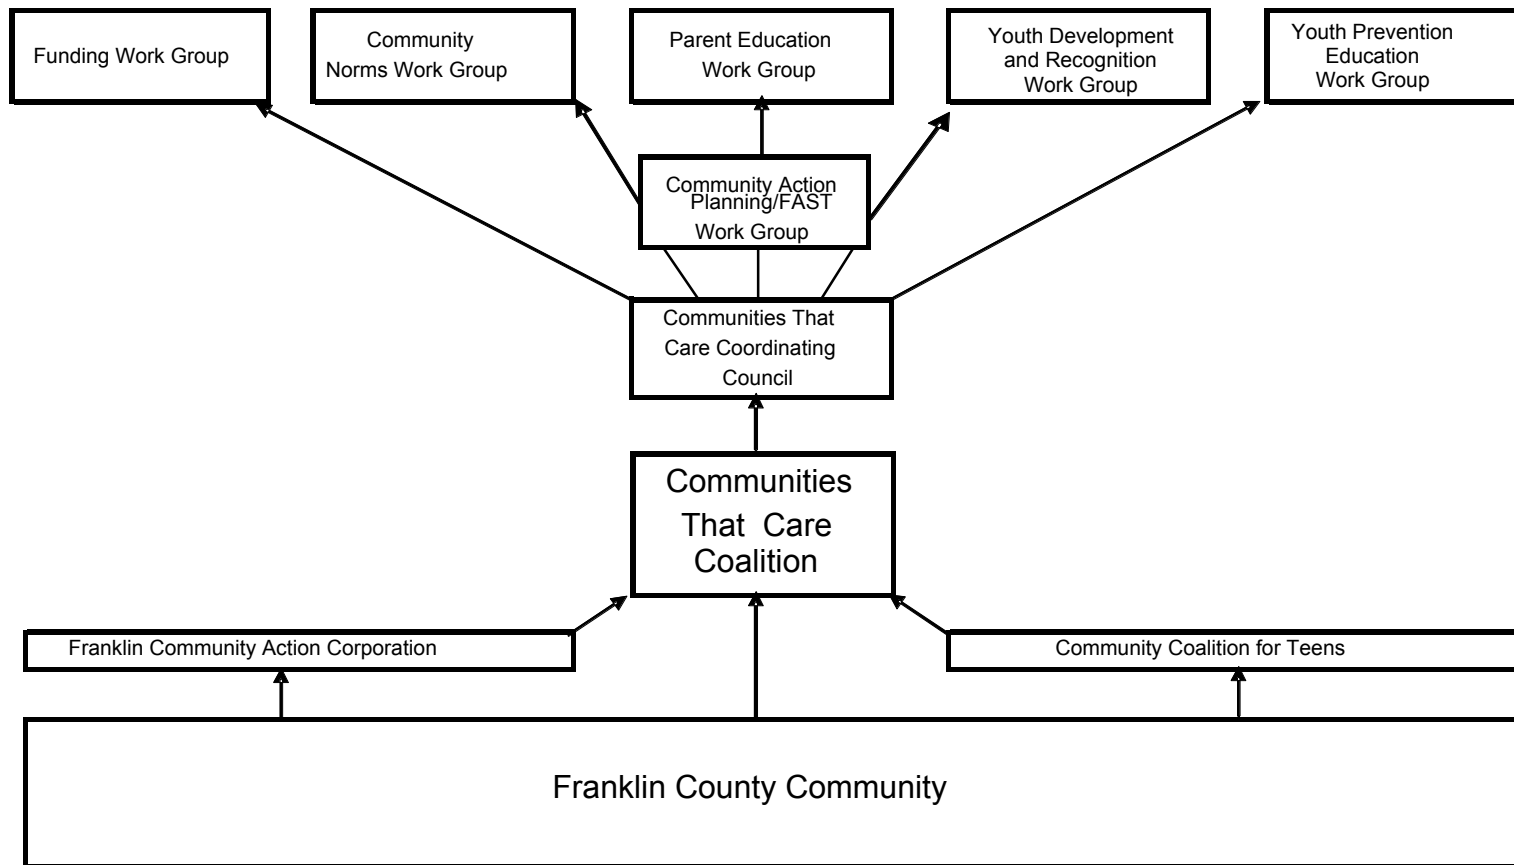 Funding Work Group
Community
Norms Work Group
Parent Education
Work Group
Youth Development
and Recognition
Work Group
Youth Prevention
Education
Work Group
Community Action
Planning/FAST
Work Group
Communities That
Care Coordinating
Council
Communities
That Care
Coalition
Franklin Community Action Corporation
Community Coalition for Teens
Franklin County Community